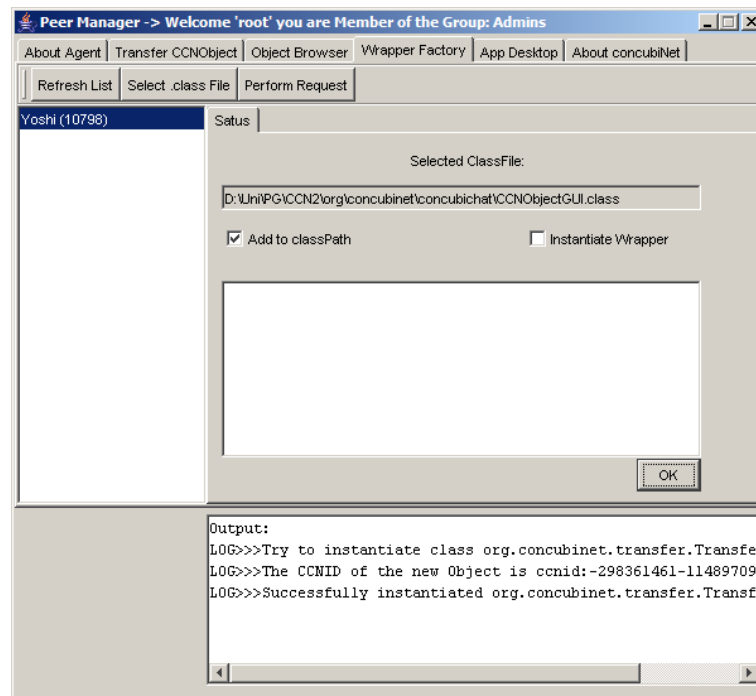 Peer Manager -> Welcome 'root' you are Member of the Group: Admins
About Agent Transfer CCNObject Object Browser Wrapper Factory App Desktop About concubiNet
Refresh List Select .class File Perform Request
Yoshi (10798)
Satus
Selected ClassFile:
D:\Uni\PG\CCN2\org\concubinet\concubichat\CCNObjectGUI.class
Add to classPath Instantiate Wrapper
OK
Output:
LOG>>>Try to instantiate class org.concubinet.transfer.Transfe
LOG>>>The CCNID of the new Object is ccnid:-298361461-11489709
LOG>>>Successfully instantiated org.concubinet.transfer.Transf